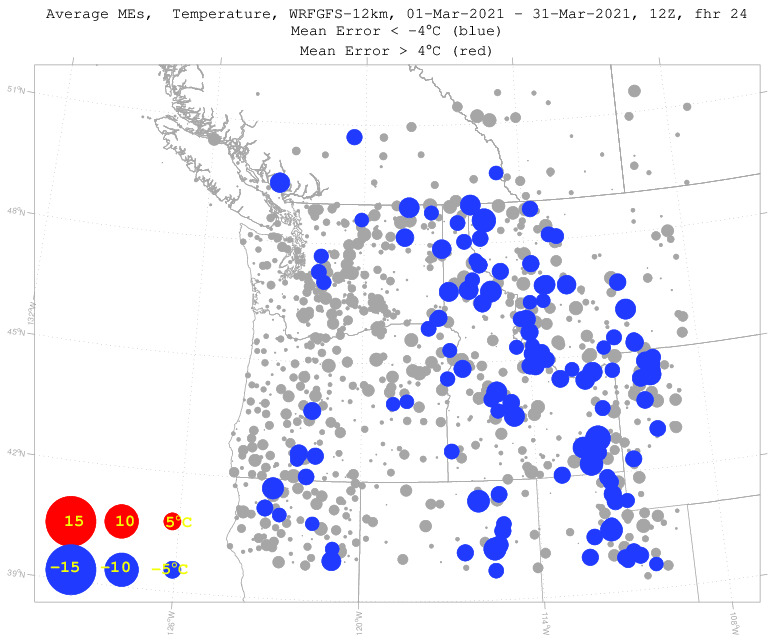 Average MEs, Temperature, WRFGFS-12km, 01-Mar-2021 - 31-Mar-2021, 12Z, fhr 24
Mean Error < -4°C (blue)
Mean Error > 4°C (red)
51°N
48°N
132°W
45°N
42°N
15 10 5°C
-15 -10 -5°C
39°N
126°W 120°W 114°W 108°W